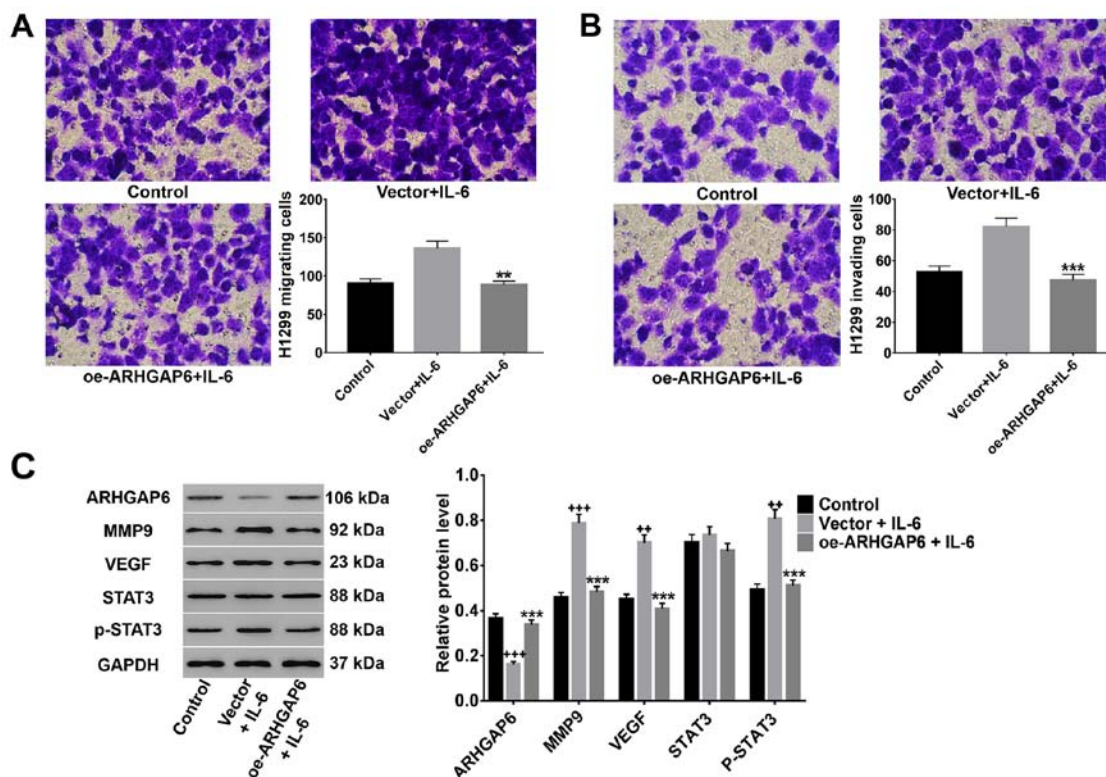 A
Control
Vector+IL-6
oe-ARHGAP6+IL-6
H1299 migrating cells
200
150
100
50
0
**
Control
Vector+IL-6
oe-ARHGAP6+IL-6
B
Control
Vector+IL-6
oe-ARHGAP6+IL-6
H1299 invading cells
100
80
60
40
20
0
***
Control
Vector+IL-6
oe-ARHGAP6+IL-6
C
ARHGAP6 106 kDa
MMP9 92 kDa
VEGF 23 kDa
STAT3 88 kDa
p-STAT3 88 kDa
GAPDH 37 kDa
Control
Vector
+ IL-6
oe-ARHGAP6
+ IL-6
Relative protein level
1.0
0.8
0.6
0.4
0.2
0.0
+++
***
+++
***
++
***
++
***
ARHGAP6
MMP9
VEGF
STAT3
P-STAT3
Control
Vector + IL-6
oe-ARHGAP6 + IL-6